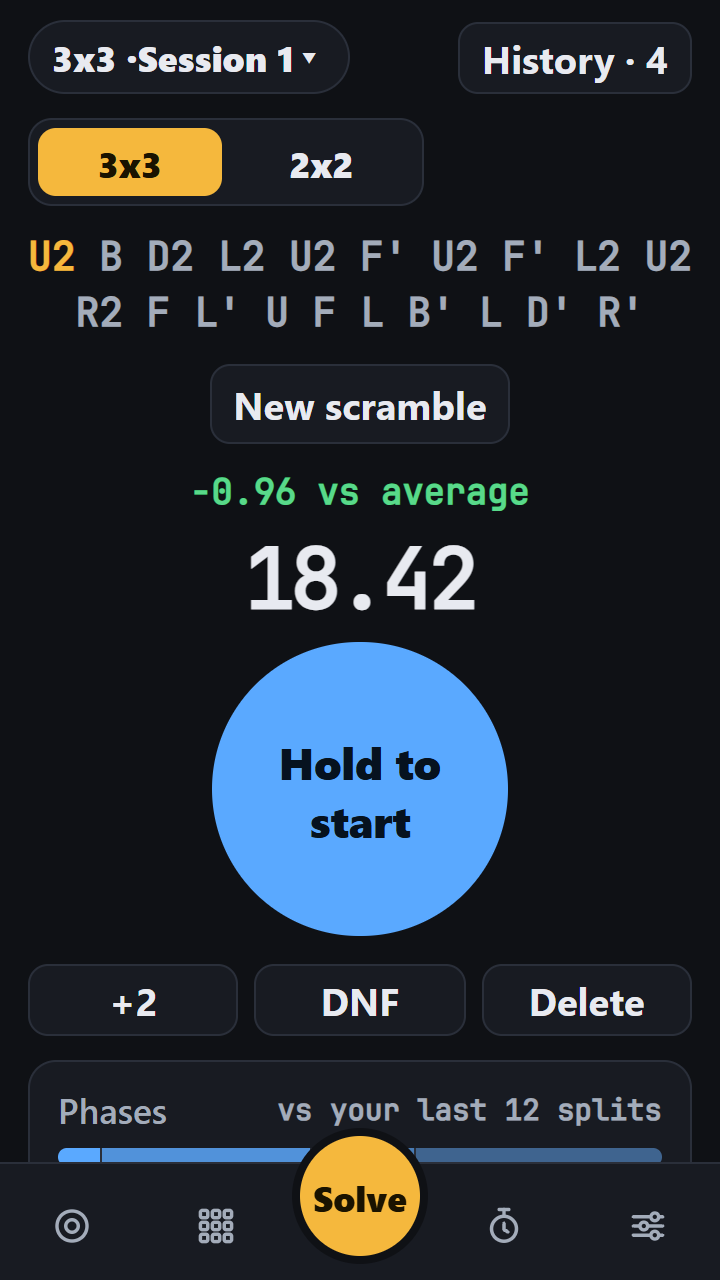 3x3 ·Session 1 ▾
History · 4
3x3
2x2
U2 B D2 L2 U2 F' U2 F' L2 U2
R2 F L' U F L B' L D' R'
New scramble
-0.96 vs average
18.42
Hold to
start
+2
DNF
Delete
Phases
vs your last 12 splits
Solve